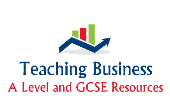 Teaching Business
A Level and GCSE Resources